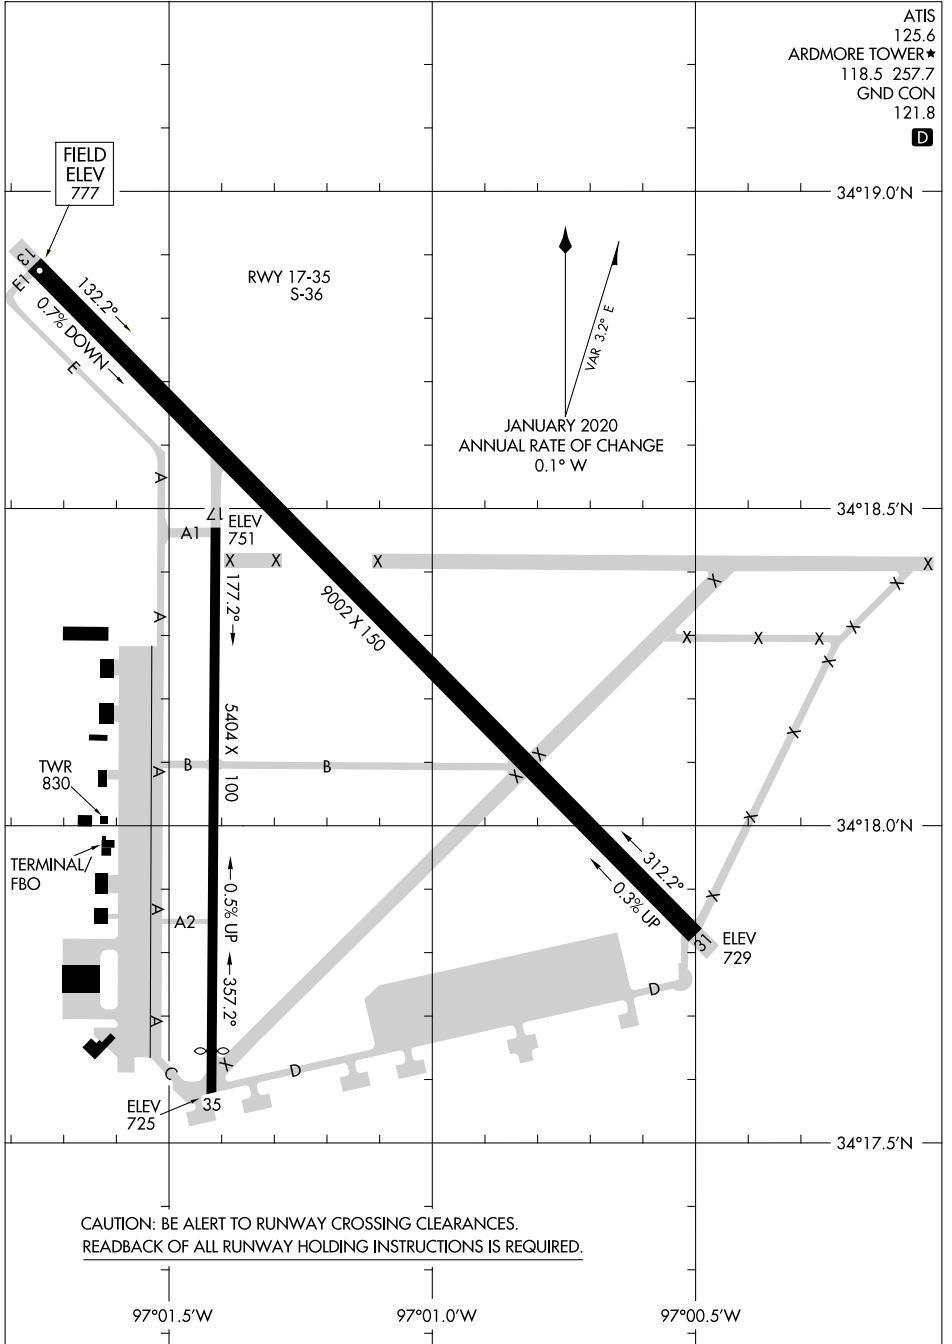 ATIS
125.6
ARDMORE TOWER★
118.5 257.7
GND CON
121.8
D
FIELD
ELEV
777
34°19.0'N
13
E1
132.2°
0.7% DOWN
E
RWY 17-35
S-36
VAR 3.2° E
JANUARY 2020
ANNUAL RATE OF CHANGE
0.1° W
A
34°18.5'N
17
ELEV
751
A1
X X
X X
X
X
X
X X X
X
177.2°
9002 X 150
A
5404 X 100
X
X
B B
X
X
A
TWR
830
34°18.0'N
TERMINAL/
FBO
312.2°
0.3% UP
X
A
A2
0.5% UP
31
ELEV
729
357.2°
D
A
X
C
D
ELEV
725
35
34°17.5'N
CAUTION: BE ALERT TO RUNWAY CROSSING CLEARANCES.
READBACK OF ALL RUNWAY HOLDING INSTRUCTIONS IS REQUIRED.
97°01.5'W
97°01.0'W
97°00.5'W